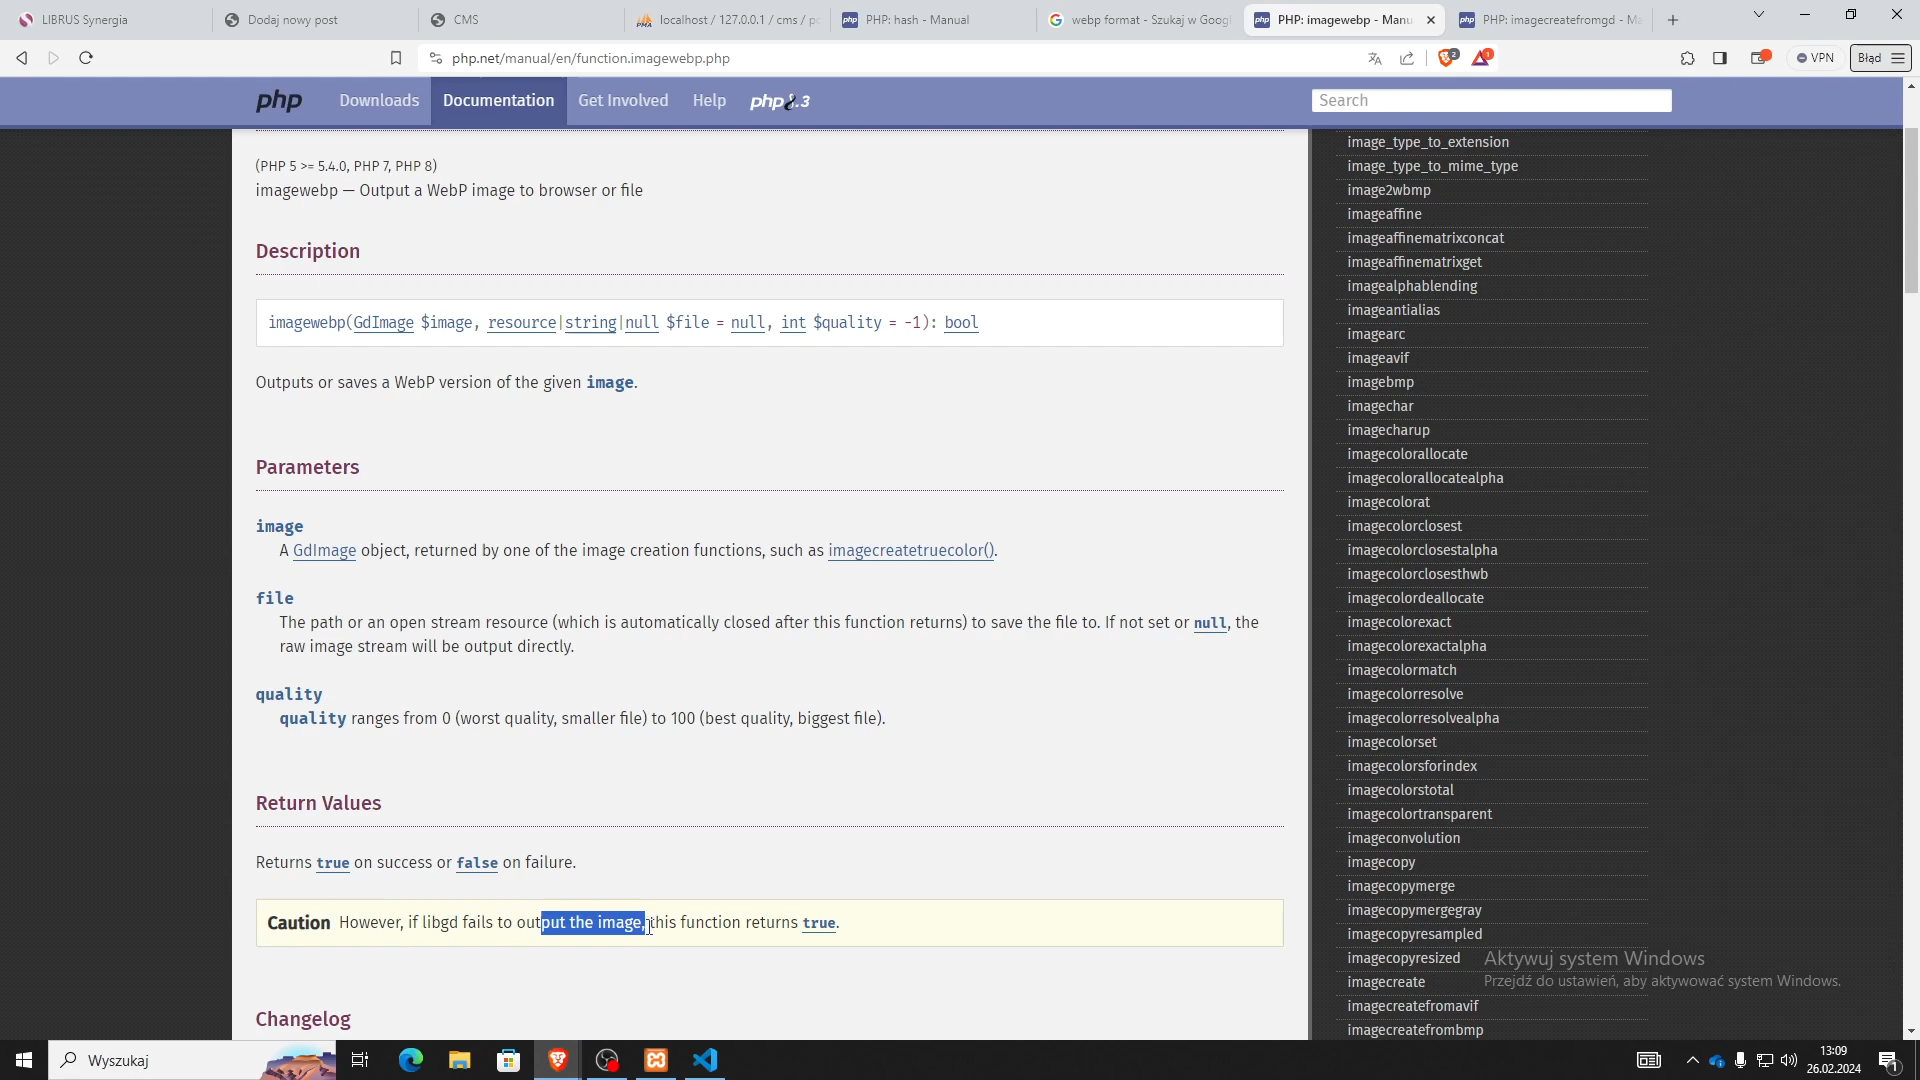 LIBRUS Synergia
Dodaj nowy post
CMS
localhost / 127.0.0.1 / cms / po
PHP: hash - Manual
webp format - Szukaj w Goog
PHP: imagewebp - Manu
PHP: imagecreatefromgd - Ma
php.net/manual/en/function.imagewebp.php
2
1
VPN
Błąd
php
Downloads
Documentation
Get Involved
Help
php8.3
Search
(PHP 5 >= 5.4.0, PHP 7, PHP 8)
imagewebp — Output a WebP image to browser or file
Description
imagewebp(GdImage $image, resource|string|null $file = null, int $quality = -1): bool
Outputs or saves a WebP version of the given image.
Parameters
image
A GdImage object, returned by one of the image creation functions, such as imagecreatetruecolor().
file
The path or an open stream resource (which is automatically closed after this function returns) to save the file to. If not set or null, the
raw image stream will be output directly.
quality
quality ranges from 0 (worst quality, smaller file) to 100 (best quality, biggest file).
Return Values
Returns true on success or false on failure.
Caution However, if libgd fails to output the image, this function returns true.
Changelog
image_type_to_extension
image_type_to_mime_type
image2wbmp
imageaffine
imageaffinematrixconcat
imageaffinematrixget
imagealphablending
imageantialias
imagearc
imageavif
imagebmp
imagechar
imagecharup
imagecolorallocate
imagecolorallocatealpha
imagecolorat
imagecolorclosest
imagecolorclosestalpha
imagecolorclosesthwb
imagecolordeallocate
imagecolorexact
imagecolorexactalpha
imagecolormatch
imagecolorresolve
imagecolorresolvealpha
imagecolorset
imagecolorsforindex
imagecolorstotal
imagecolortransparent
imageconvolution
imagecopy
imagecopymerge
imagecopymergegray
imagecopyresampled
imagecopyresized
imagecreate
imagecreatefromavif
imagecreatefrombmp
Aktywuj system Windows
Przejdź do ustawień, aby aktywować system Windows.
Wyszukaj
13:09
26.02.2024
1